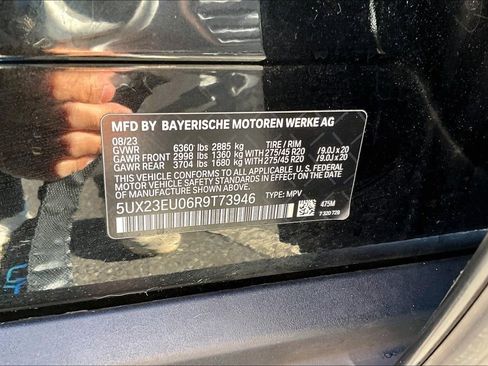 MFD BY BAYERISCHE MOTOREN WERKE AG
08/23
GVWR 6360 lbs 2885 kg TIRE / RIM
GAWR FRONT 2998 lbs 1360 kg 275/45 R20 /9.0J x 20
GAWR REAR 3704 lbs 1680 kg 275/45 R20 /9.0J x 20
THIS VEHICLE CONFORMS TO ALL APPLICABLE U. S. FEDERAL
MOTOR VEHICLE SAFETY STANDARDS IN EFFECT ON THE
DATE OF MANUFACTURE SHOWN ABOVE.
5UX23EU06R9T73946 TYPE: MPV 475M
7 320 728